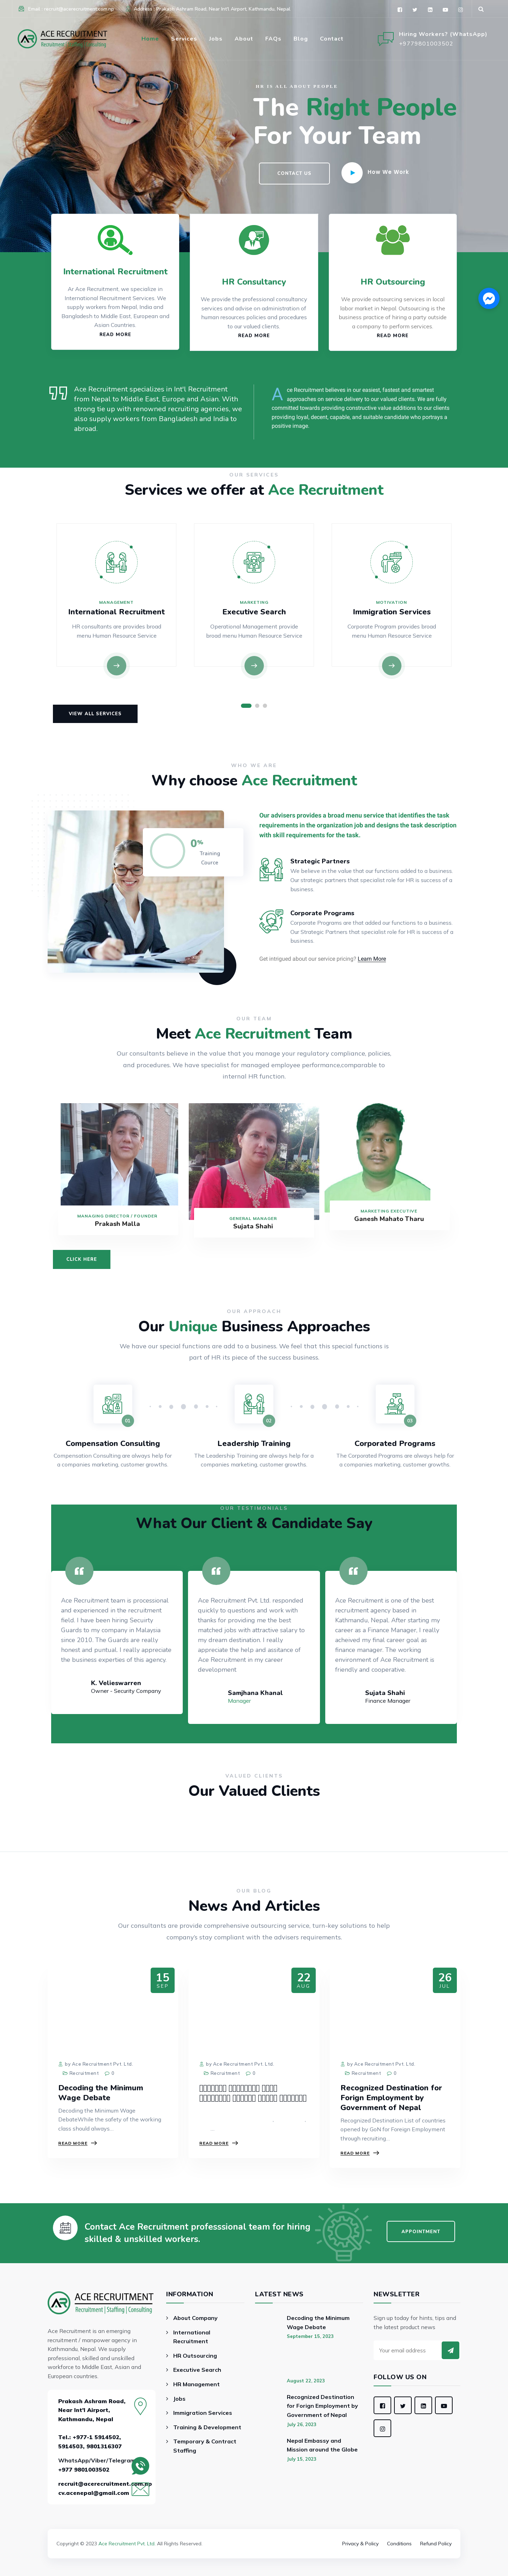 Email : recruit@acerecruitment.com.np
Address : Prakash Ashram Road, Near Int'l Airport, Kathmandu, Nepal
ACE RECRUITMENT
Recruitment | Staffing | Consulting
Home Services Jobs About FAQs Blog Contact
Hiring Workers? (WhatsApp)
+9779801003502
HR IS ALL ABOUT PEOPLE
The Right People
For Your Team
CONTACT US
How We Work
International Recruitment
Ar Ace Recruitment, we specialize in
International Recruitment Services, We
supply workers from Nepal, India and
Bangladesh to Middle East, European and
Asian Countries.
READ MORE
HR Consultancy
We provide the professional consultancy
services and advise on administration of
human resources policies and procedures
to our valued clients.
READ MORE
HR Outsourcing
We provide outsourcing services in local
labor market in Nepal. Outsourcing is the
business practice of hiring a party outside
a company to perform services.
READ MORE
Ace Recruitment specializes in Int'l Recruitment
from Nepal to Middle East, Europe and Asian. With
strong tie up with renowned recruiting agencies, we
also supply workers from Bangladesh and India to
abroad.
A ce Recruitment believes in our easiest, fastest and smartest
approaches on service delivery to our valued clients. We are fully
committed towards providing constructive value additions to our clients
providing loyal, decent, capable, and suitable candidate who portrays a
positive image.
OUR SERVICES
Services we offer at Ace Recruitment
MANAGEMENT
International Recruitment
HR consultants are provides broad
menu Human Resource Service
MARKETING
Executive Search
Operational Management provide
broad menu Human Resource Service
MOTIVATION
Immigration Services
Corporate Program provides broad
menu Human Resource Service
VIEW ALL SERVICES
WHO WE ARE
Why choose Ace Recruitment
0%
Training
Cource
Our advisers provides a broad menu service that identifies the task
requirements in the organization job and designs the task description
with skill requirements for the task.
Strategic Partners
We believe in the value that our functions added to a business.
Our strategic partners that specialist role for HR is success of a
business.
Corporate Programs
Corporate Programs are that added our functions to a business.
Our Strategic Partners that specialist role for HR is success of a
business.
Get intrigued about our service pricing? Learn More
OUR TEAM
Meet Ace Recruitment Team
Our consultants believe in the value that you manage your regulatory compliance, policies,
and procedures. We have specialist for managed employee performance,comparable to
internal HR function.
MANAGING DIRECTOR / FOUNDER
Prakash Malla
GENERAL MANAGER
Sujata Shahi
MARKETING EXECUTIVE
Ganesh Mahato Tharu
CLICK HERE
OUR APPROACH
Our Unique Business Approaches
We have our special functions are add to a business. We feel that this special functions is
part of HR its piece of the success business.
01
Compensation Consulting
Compensation Consulting are always help for
a companies marketing, customer growths.
02
Leadership Training
The Leadership Training are always help for a
companies marketing, customer growths.
03
Corporated Programs
The Corporated Programs are always help for
a companies marketing, customer growths.
OUR TESTIMONIALS
What Our Client & Candidate Say
Ace Recruitment team is processional
and experienced in the recruitment
field. I have been hiring Secuirty
Guards to my company in Malaysia
since 2010. The Guards are really
honest and puntual. I really appreciate
the business experties of this agency.
K. Velieswarren
Owner - Security Company
Ace Recruitment Pvt. Ltd. responded
quickly to questions and work with
thanks for providing me the best
matched jobs with attractive salary to
my dream destination. I really
appreciate the help and assitance of
Ace Recruitment in my career
development.
Samjhana Khanal
Manager
Ace Recruitment is one of the best
recruitment agency based in
Kathmandu, Nepal. After starting my
career as a Finance Manager, I really
acheived my final career goal as
finance manager. The working
environment of Ace Recruitment is
friendly and cooperative.
Sujata Shahi
Finance Manager
VALUED CLIENTS
Our Valued Clients
OUR BLOG
News And Articles
Our consultants are provide comprehensive outsourcing service, turn-key solutions to help
company's stay compliant with the advisers requirements.
15
SEP
by Ace Recruitment Pvt. Ltd.
Recruitment 0
Decoding the Minimum
Wage Debate
Decoding the Minimum Wage
DebateWhile the safety of the working
class should always…
READ MORE
22
AUG
by Ace Recruitment Pvt. Ltd.
Recruitment 0
READ MORE
26
JUL
by Ace Recruitment Pvt. Ltd.
Recruitment 0
Recognized Destination for
Forign Employment by
Government of Nepal
Recognized Destination List of countries
opened by GoN for Foreign Employment
through recruiting…
READ MORE
Contact Ace Recruitment professsional team for hiring
skilled & unskilled workers.
APPOINTMENT
ACE RECRUITMENT
Recruitment | Staffing | Consulting
Ace Recruitment is an emerging
recruitment / manpower agency in
Kathmandu, Nepal. We supply
professional, skilled and unskilled
workforce to Middle East, Asian and
European countries.
Prakash Ashram Road,
Near Int'l Airport,
Kathmandu, Nepal
Tel.: +977-1 5914502,
5914503, 9801316307
WhatsApp/Viber/Telegram
+977 9801003502
recruit@acerecruitment.com.np
cv.acenepal@gmail.com
INFORMATION
About Company
International
Recruitment
HR Outsourcing
Executive Search
HR Management
Jobs
Immigration Services
Training & Development
Temporary & Contract
Staffing
LATEST NEWS
Decoding the Minimum
Wage Debate
September 15, 2023
August 22, 2023
Recognized Destination
for Forign Employment by
Government of Nepal
July 26, 2023
Nepal Embassy and
Mission around the Globe
July 15, 2023
NEWSLETTER
Sign up today for hints, tips and
the latest product news
Your email address
FOLLOW US ON
Copyright © 2023 Ace Recruitment Pvt. Ltd. All Rights Reserved
Privacy & Policy Conditions Refund Policy